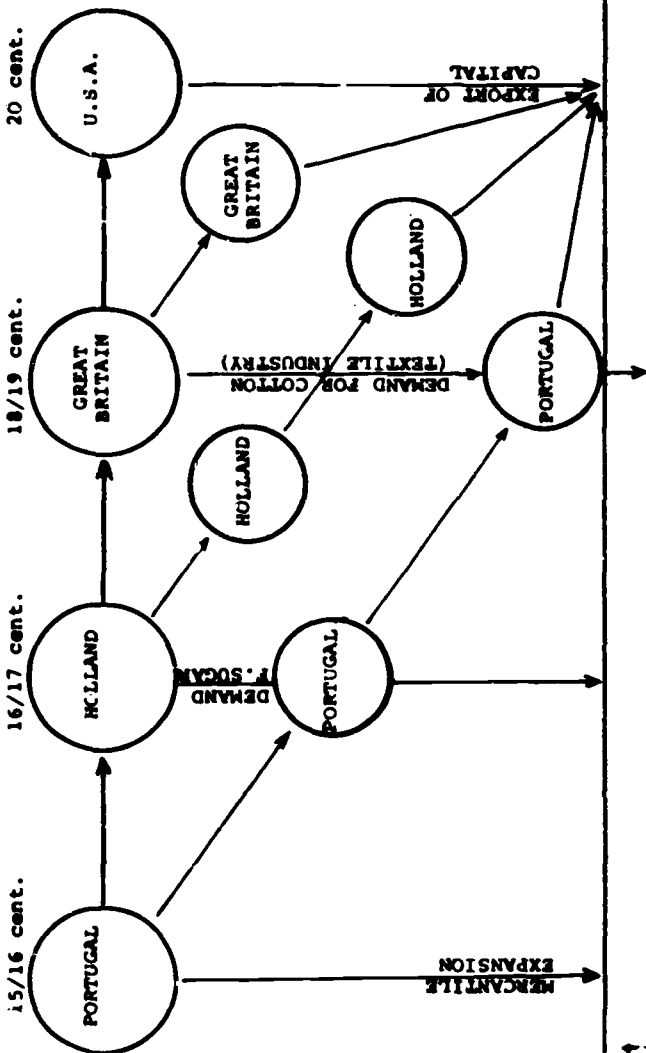 15/16 cent.
16/17 cent.
18/19 cent.
20 cent.
PORTUGAL
HOLLAND
GREAT
BRITAIN
U.S.A.
HOLLAND
GREAT
BRITAIN
PORTUGAL
HOLLAND
PORTUGAL
MERCANTILE
EXPANSION
DEMAND
F. SUGAR
DEMAND FOR COTTON
(TEXTILE INDUSTRY)
EXPORT OF
CAPITAL